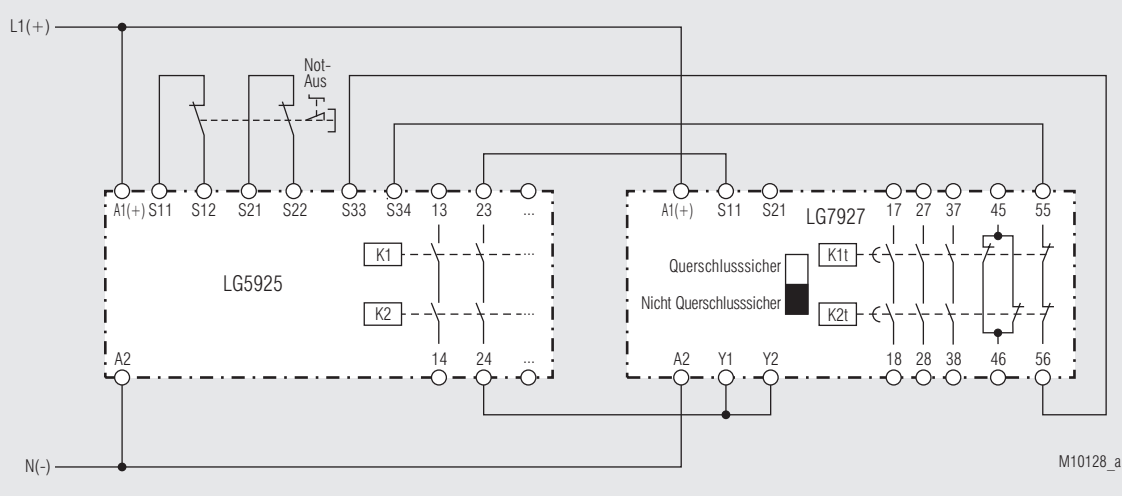 L1(+)
Not-
Aus
A1(+) S11 S12 S21 S22 S33 S34 13 23 ...
A1(+) S11 S21 17 27 37 45 55
LG7927
K1 ...
Querschlusssicher K1t
LG5925
Nicht Querschlusssicher
K2 ...
K2t
A2 14 24 ...
A2 Y1 Y2 18 28 38 46 56
N(-)
M10128_a